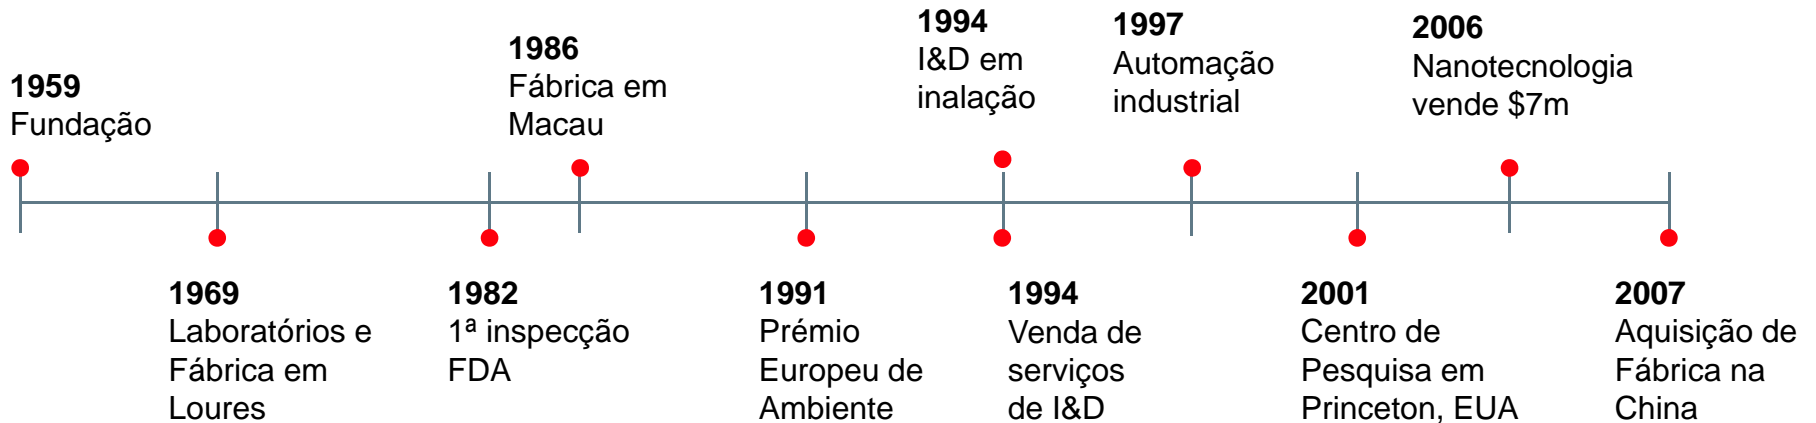 1959
Fundação
1986
Fábrica em
Macau
1994
I&D em
inalação
1997
Automação
industrial
2006
Nanotecnologia
vende $7m
1969
Laboratórios e
Fábrica em
Loures
1982
1ª inspecção
FDA
1991
Prémio
Europeu de
Ambiente
1994
Venda de
serviços
de I&D
2001
Centro de
Pesquisa em
Princeton, EUA
2007
Aquisição de
Fábrica na
China